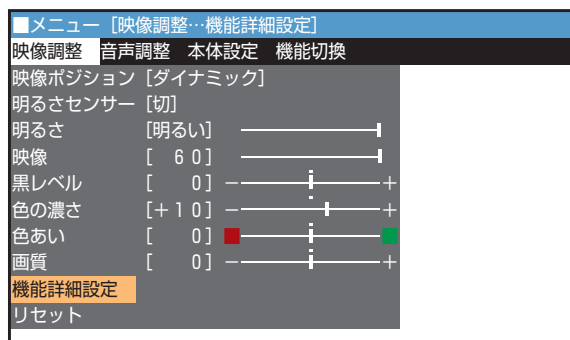 ■メニュー [映像調整…機能詳細設定]
映像調整 音声調整 本体設定 機能切換
映像ポジション [ダイナミック]
明るさセンサー [切]
明るさ [明るい]
映像 [ 60]
黒レベル [ 0] − +
色の濃さ [+10] − +
色あい [ 0]
画質 [ 0] − +
機能詳細設定
リセット